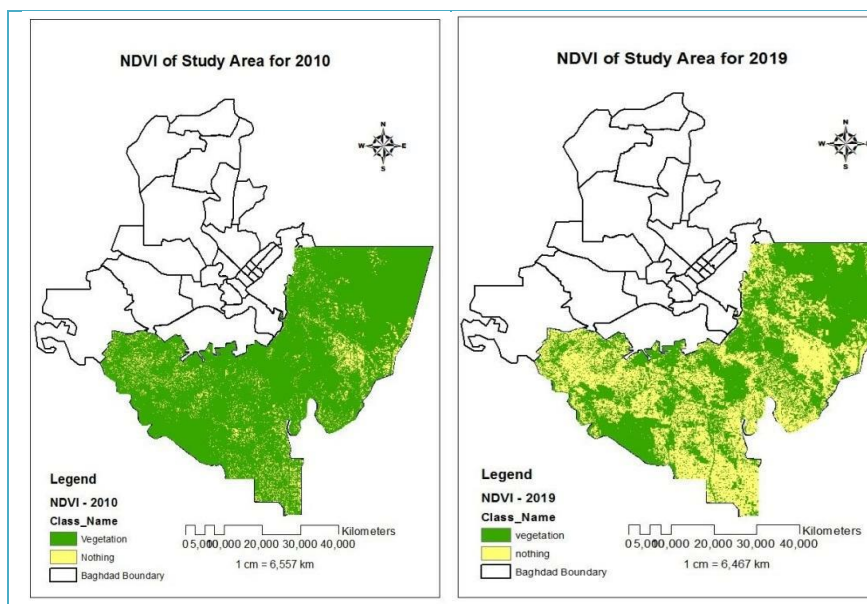 NDVI of Study Area for 2010
N
W E
S
Legend
NDVI - 2010
Class_Name
Vegetation
Nothing
Baghdad Boundary
Kilometers
0 5,000 10,000 20,000 30,000 40,000
1 cm = 6,557 km
NDVI of Study Area for 2019
N
W
S
Legend
NDVI - 2019
Class_Name
vegetation
nothing
Baghdad Boundary
Kilometers
0 5,000 10,000 20,000 30,000 40,000
1 cm = 6,467 km